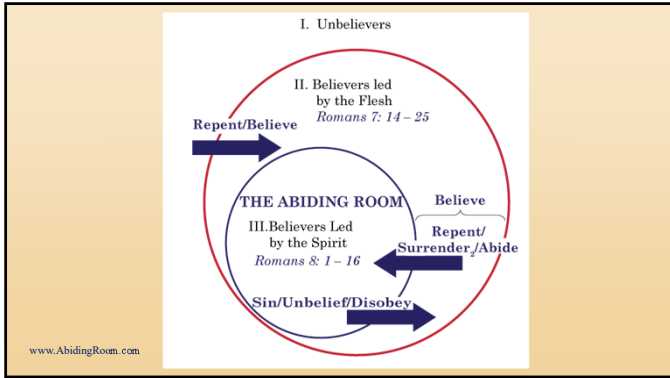 I. Unbelievers
II. Believers led
by the Flesh
Romans 7: 14 – 25
Repent/Believe
THE ABIDING ROOM
Believe
III.Believers Led
by the Spirit
Romans 8: 1 – 16
Repent/
Surrender2/Abide
Sin/Unbelief/Disobey
www.AbidingRoom.com